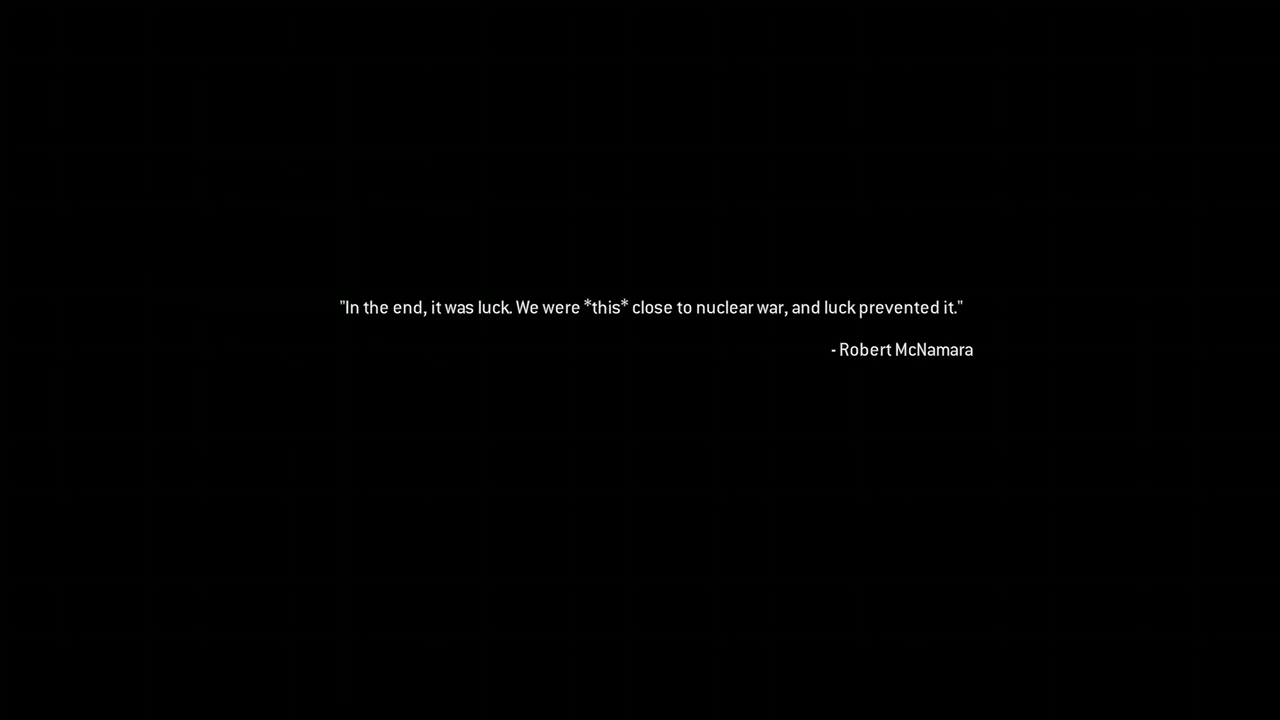 "In the end, it was luck. We were *this* close to nuclear war, and luck prevented it."
- Robert McNamara